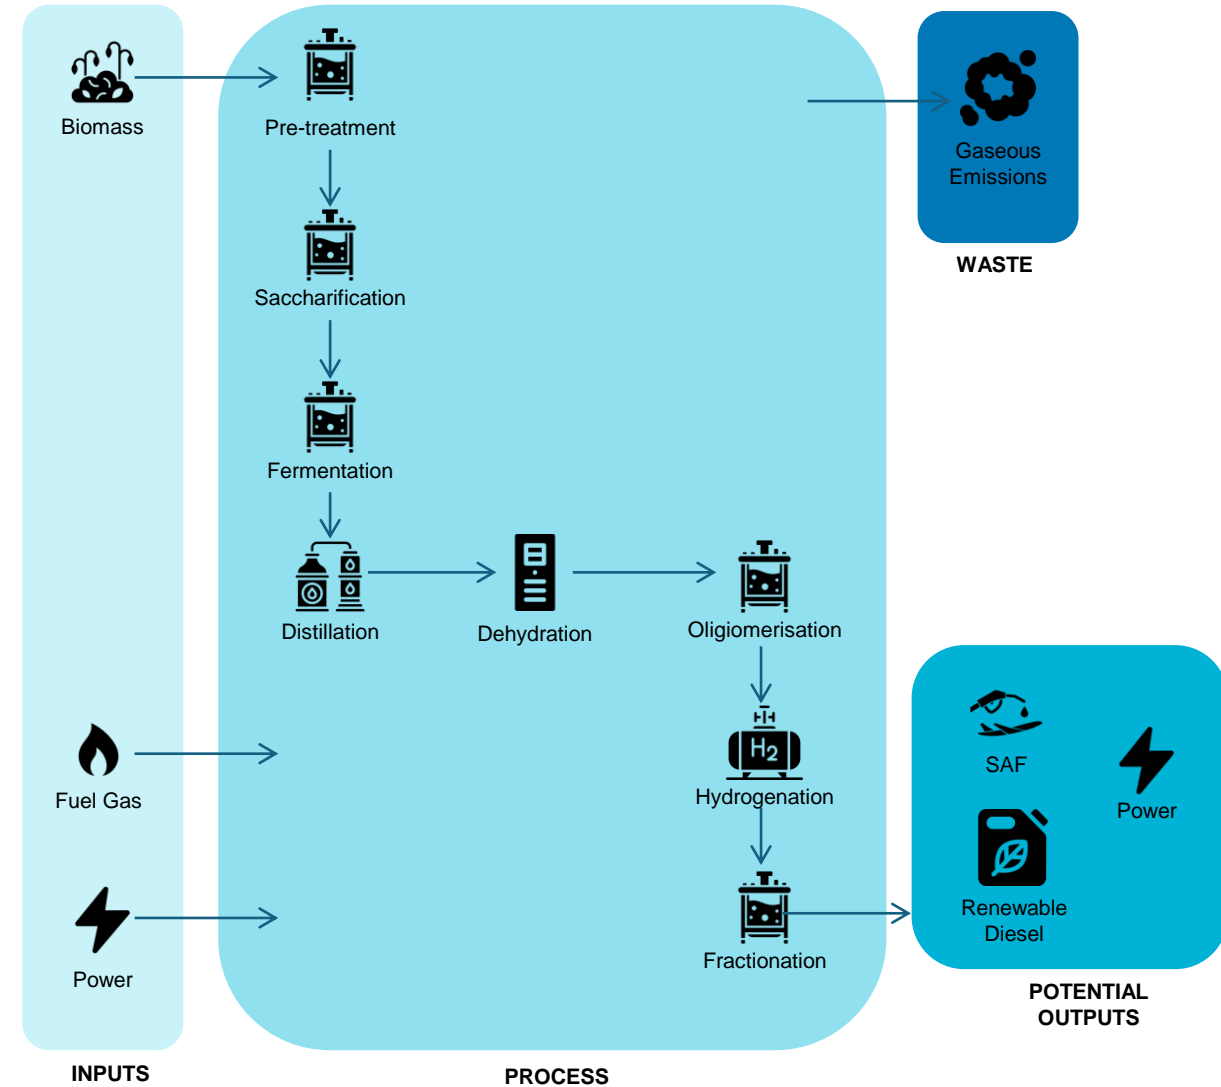 Biomass
Pre-treatment
Gaseous
Emissions
WASTE
Saccharification
Fermentation
Distillation
Dehydration
Oligiomerisation
Fuel Gas
H2
Hydrogenation
SAF
Power
Renewable
Diesel
Power
Fractionation
POTENTIAL
OUTPUTS
INPUTS
PROCESS